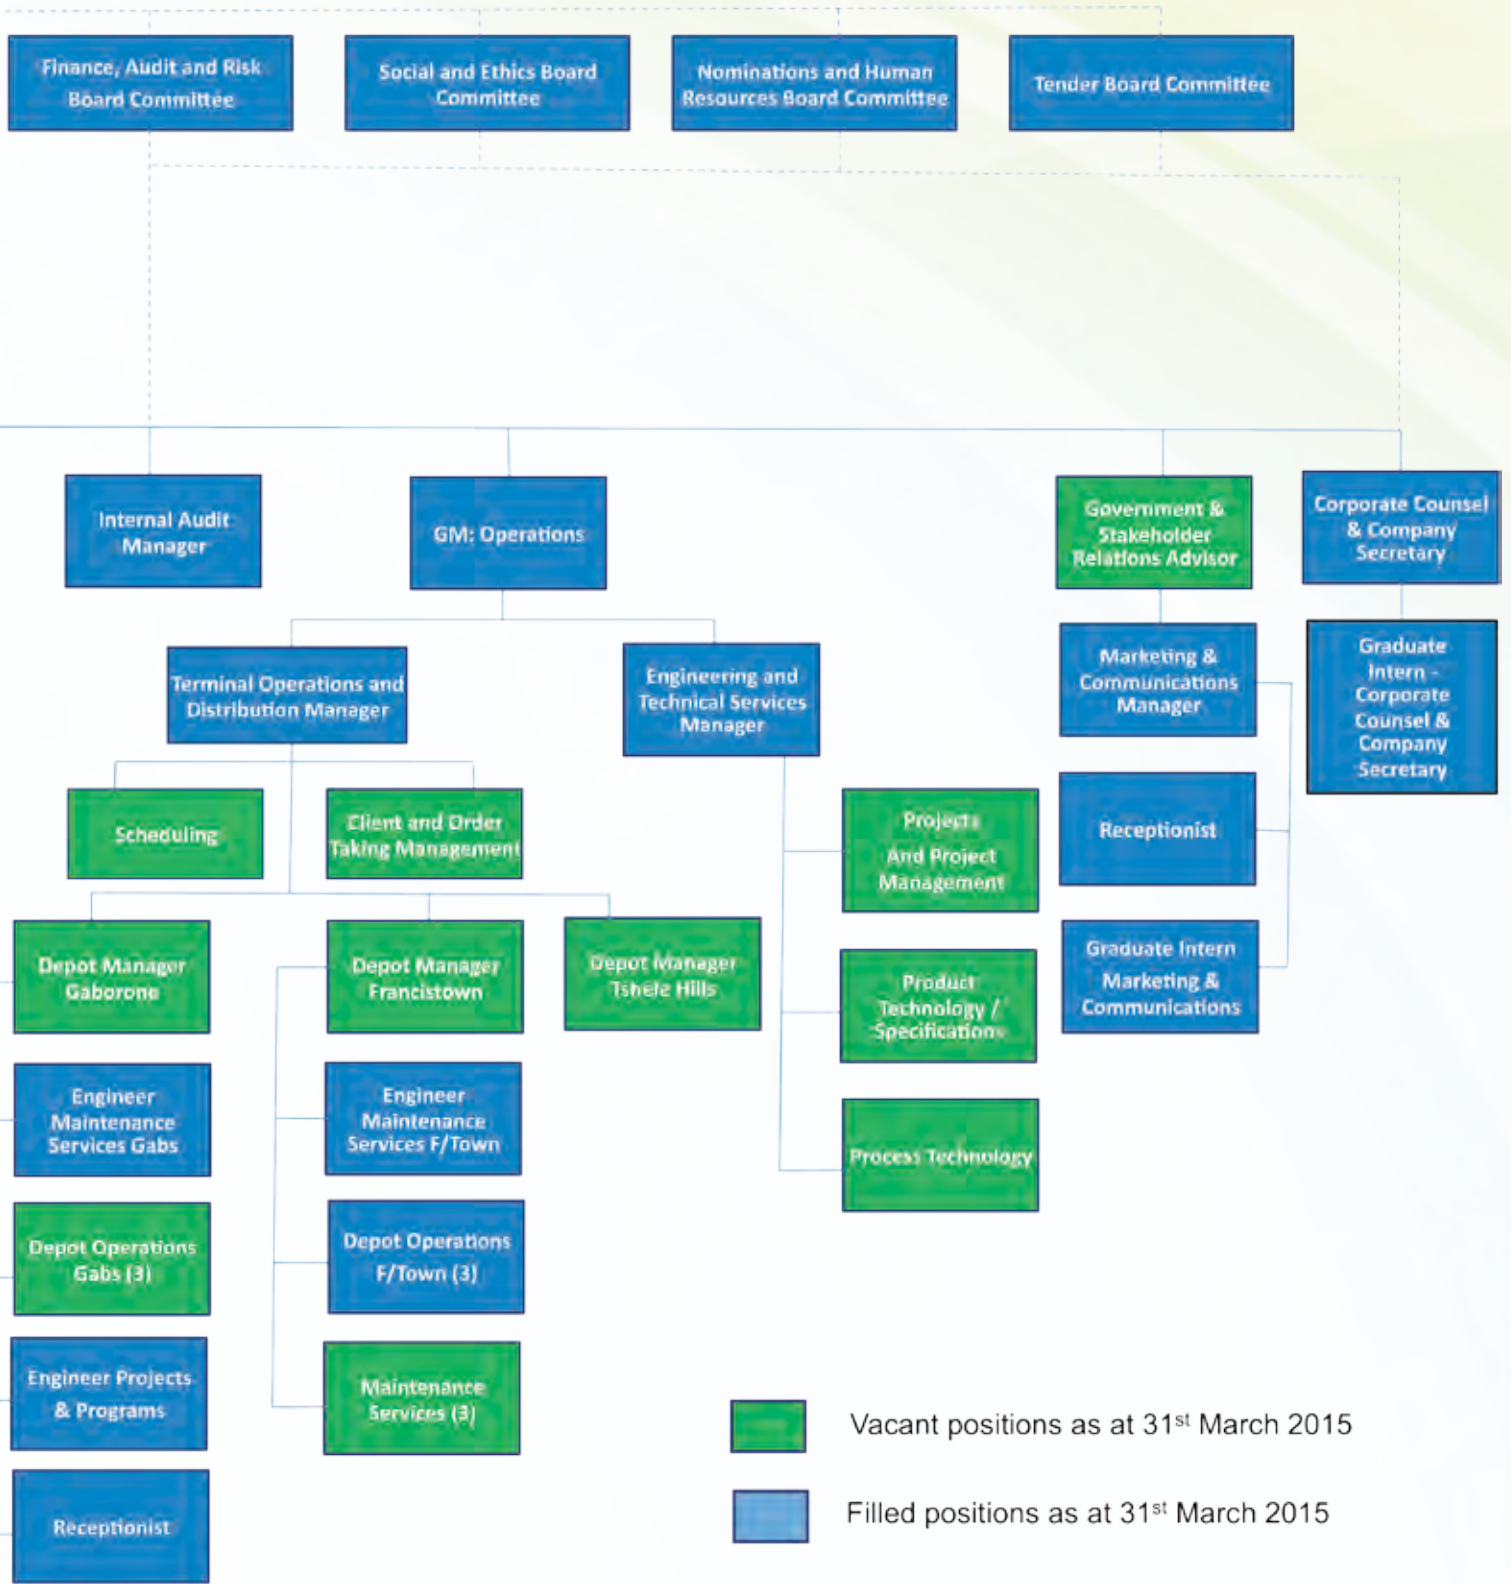 Finance, Audit and Risk
Board Committee
Social and Ethics Board
Committee
Nominations and Human
Resources Board Committee
Tender Board Committee
Internal Audit
Manager
GM: Operations
Government &
Stakeholder
Relations Advisor
Corporate Counsel
& Company
Secretary
Terminal Operations and
Distribution Manager
Engineering and
Technical Services
Manager
Marketing &
Communications
Manager
Graduate
Intern -
Corporate
Counsel &
Company
Secretary
Scheduling
Client and Order
Taking Management
Projects
And Project
Management
Receptionist
Depot Manager
Gaborone
Depot Manager
Francistown
Depot Manager
Tshele Hills
Product
Technology /
Specifications
Graduate Intern
Marketing &
Communications
Engineer
Maintenance
Services Gabs
Engineer
Maintenance
Services F/Town
Process Technology
Depot Operations
Gabs (3)
Depot Operations
F/Town (3)
Engineer Projects
& Programs
Maintenance
Services (3)
Receptionist
Vacant positions as at 31st March 2015
Filled positions as at 31st March 2015